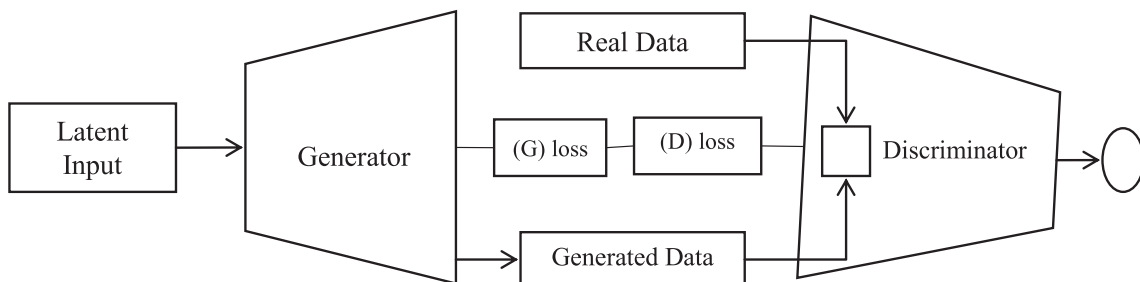 Real Data
Latent
Input
Generator
(G) loss
(D) loss
Discriminator
Generated Data